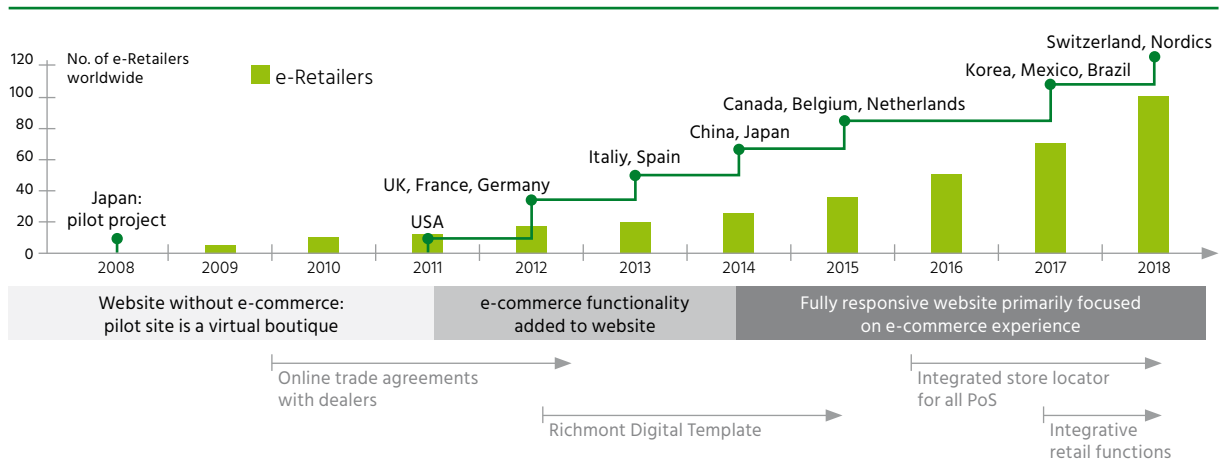 No. of e-Retailers
worldwide
e-Retailers
120
100
80
60
40
20
0
Japan:
pilot project
USA
UK, France, Germany
Italiy, Spain
China, Japan
Canada, Belgium, Netherlands
Korea, Mexico, Brazil
Switzerland, Nordics
2008 2009 2010 2011 2012 2013 2014 2015 2016 2017 2018
Website without e-commerce:
pilot site is a virtual boutique
e-commerce functionality
added to website
Fully responsive website primarily focused
on e-commerce experience
Online trade agreements
with dealers
Richmont Digital Template
Integrated store locator
for all PoS
Integrative
retail functions